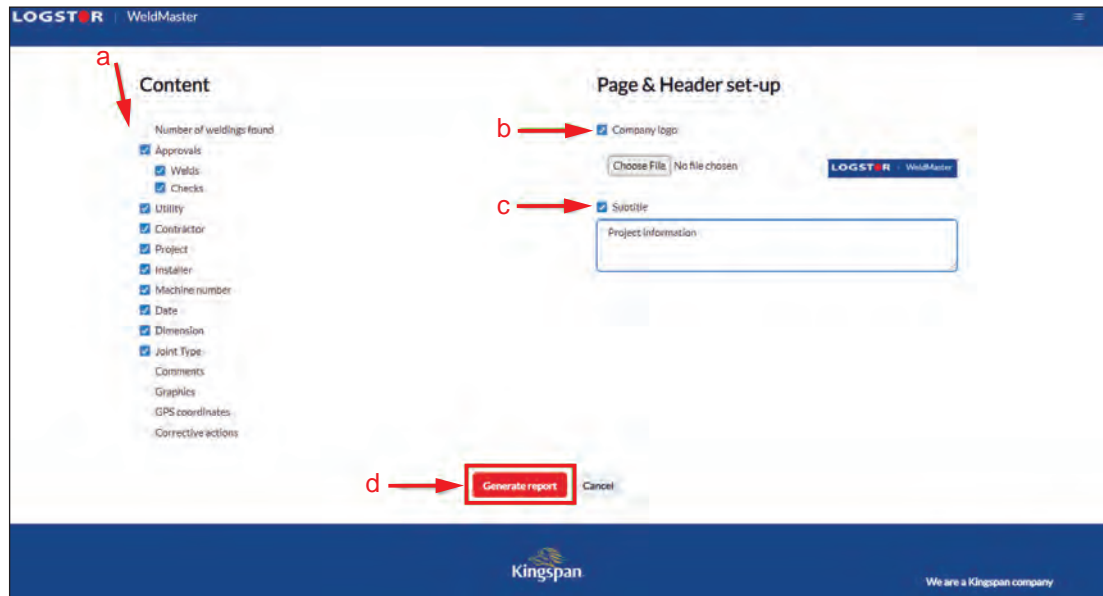 LOGSTOR WeldMaster
a
Content
Number of weldings found
Approvals
Welds
Checks
Utility
Contractor
Project
Installer
Machine number
Date
Dimension
Joint Type
Comments
Graphics
GPS coordinates
Corrective actions
Page & Header set-up
b
Company logo
Choose File No file chosen
LOGSTOR WeldMaster
c
Subtitle
Project information
d
Generate report Cancel
Kingspan
We are a Kingspan company